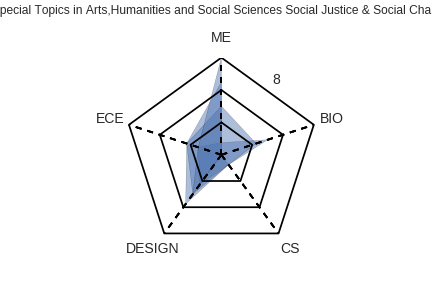 pecial Topics in Arts,Humanities and Social Sciences Social Justice & Social Cha
ME
8
ECE
BIO
DESIGN
CS